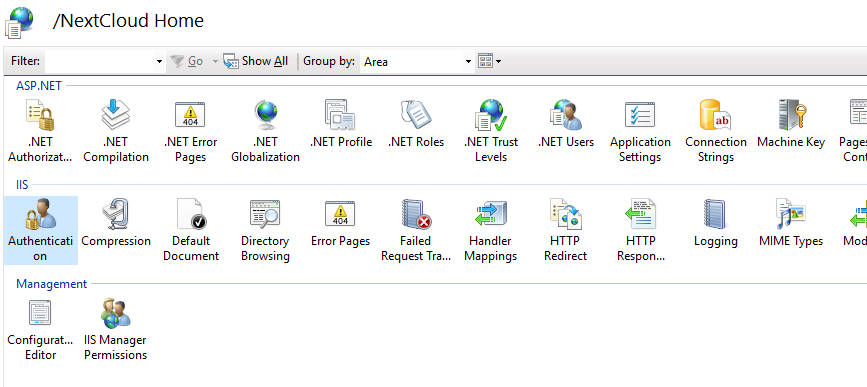 /NextCloud Home
Filter:
Go
Show All
Group by:
Area
ASP.NET
.NET
Authorizat...
.NET
Compilation
.NET Error
Pages
.NET
Globalization
.NET Profile
.NET Roles
.NET Trust
Levels
.NET Users
Application
Settings
Connection
Strings
Machine Key
Pages
Cont
IIS
Authenticati
on
Compression
Default
Document
Directory
Browsing
Error Pages
404
Failed
Request Tra...
Handler
Mappings
HTTP
Redirect
HTTP
Respon...
Logging
MIME Types
Mod
Management
Configurat...
Editor
IIS Manager
Permissions